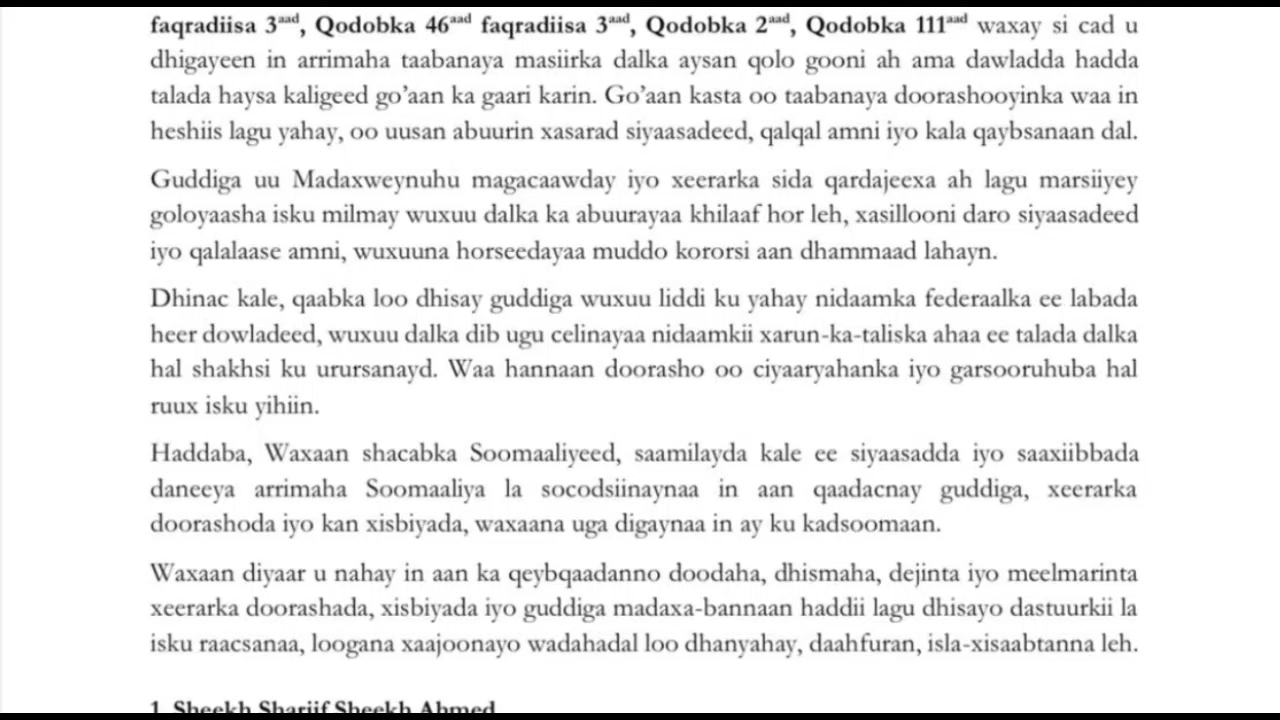 faqradiisa 3ᵃᵃᵈ, Qodobka 46ᵃᵃᵈ faqradiisa 3ᵃᵃᵈ, Qodobka 2ᵃᵃᵈ, Qodobka 111ᵃᵃᵈ waxay si cad u
dhigayeen in arrimaha taabanaya masiirka dalka aysan qolo gooni ah ama dawladda hadda
talada haysa kaligeed go’aan ka gaari karin. Go’aan kasta oo taabanaya doorashooyinka waa in
heshiis lagu yahay, oo uusan abuurin xasarad siyaasadeed, qalqal amni iyo kala qaybsanaan dal.
Guddiga uu Madaxweynuhu magacaawday iyo xeerarka sida qardajeexa ah lagu marsiiyey
goloyaasha isku milmay wuxuu dalka ka abuurayaa khilaaf hor leh, xasillooni daro siyaasadeed
iyo qalalaase amni, wuxuuna horseedayaa muddo kororsi aan dhammaad lahayn.
Dhinac kale, qaabka loo dhisay guddiga wuxuu liddi ku yahay nidaamka federaalka ee labada
heer dowladeed, wuxuu dalka dib ugu celinayaa nidaamkii xarun-ka-taliska ahaa ee talada dalka
hal shakhsi ku urursanayd. Waa hannaan doorasho oo ciyaaryahanka iyo garsooruhuba hal
ruux isku yihiin.
Haddaba, Waxaan shacabka Soomaaliyeed, saamilayda kale ee siyaasadda iyo saaxiibbada
daneeya arrimaha Soomaaliya la socodsiinaynaa in aan qaadacnay guddiga, xeerarka
doorashoda iyo kan xisbiyada, waxaana uga digaynaa in ay ku kadsoomaan.
Waxaan diyaar u nahay in aan ka qeybqaadanno doodaha, dhismaha, dejinta iyo meelmarinta
xeerarka doorashada, xisbiyada iyo guddiga madaxa-bannaan haddii lagu dhisayo dastuurkii la
isku raacsanaa, loogana xaajoonayo wadahadal loo dhanyahay, daahfuran, isla-xisaabtanna leh.
1. Sheekh Shariif Sheekh Ahmed